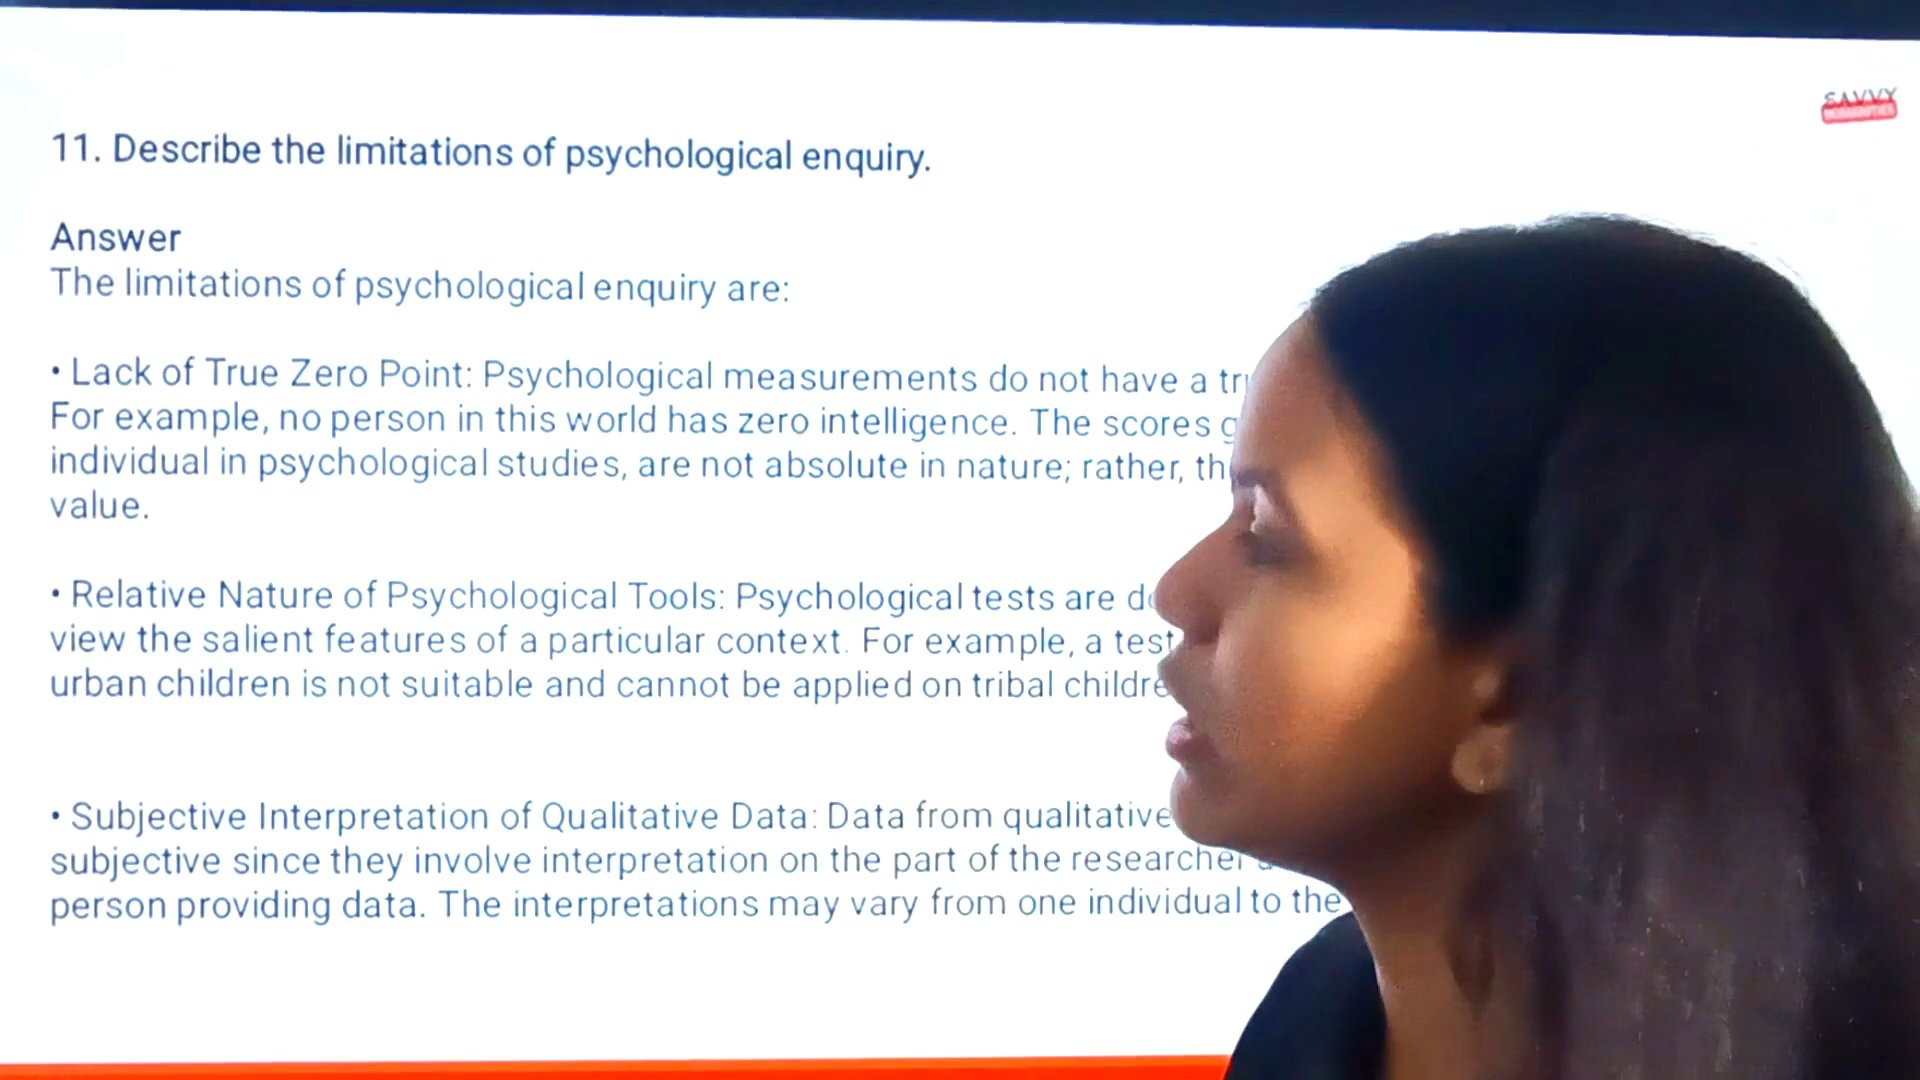 SAVVY
11. Describe the limitations of psychological enquiry.
Answer
The limitations of psychological enquiry are:
• Lack of True Zero Point: Psychological measurements do not have a
For example, no person in this world has zero intelligence. The scores
individual in psychological studies, are not absolute in nature; rather,
value.
• Relative Nature of Psychological Tools: Psychological tests are
view the salient features of a particular context. For example, a test
urban children is not suitable and cannot be applied on tribal
• Subjective Interpretation of Qualitative Data: Data from qualitative
subjective since they involve interpretation on the part of the researcher
person providing data. The interpretations may vary from one individual to the